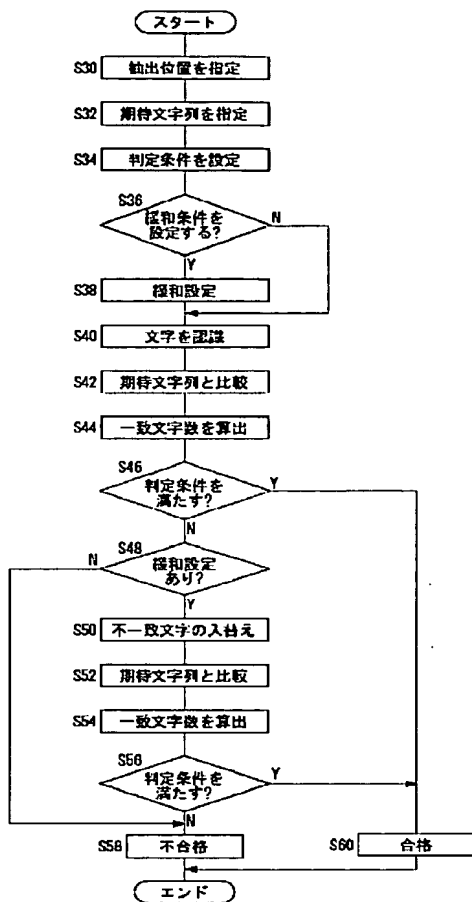 スタート
S30 抽出位置を指定
S32 期待文字列を指定
S34 判定条件を設定
S36
緩和条件を
設定する?
N
Y
S38 緩和設定
S40 文字を認識
S42 期待文字列と比較
S44 一致文字数を算出
S46
判定条件を
満たす?
Y
N
S48
緩和設定
あり?
N
Y
S50 不一致文字の入替え
S52 期待文字列と比較
S54 一致文字数を算出
S56
判定条件を
満たす?
Y
N
S58 不合格
S60 合格
エンド